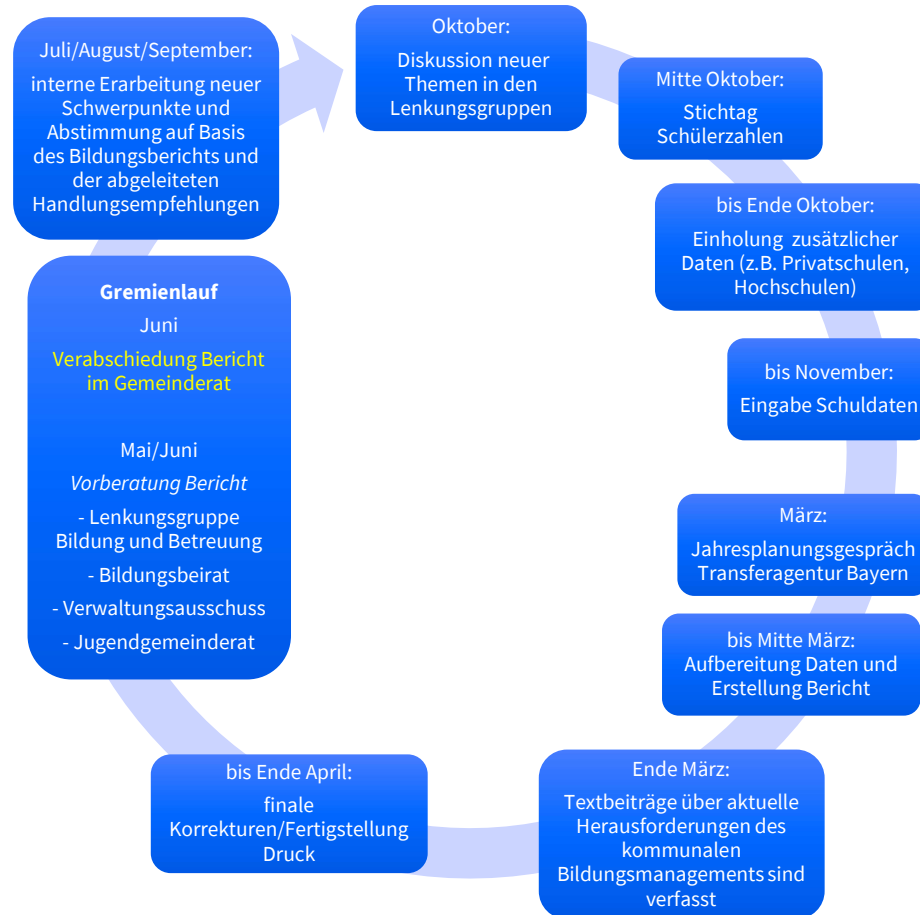 Oktober:
Diskussion neuer
Themen in den
Lenkungsgruppen
Mitte Oktober:
Stichtag
Schülerzahlen
bis Ende Oktober:
Einholung zusätzlicher
Daten (z.B. Privatschulen,
Hochschulen)
bis November:
Eingabe Schuldaten
März:
Jahresplanungsgespräch
Transferagentur Bayern
bis Mitte März:
Aufbereitung Daten und
Erstellung Bericht
Ende März:
Textbeiträge über aktuelle
Herausforderungen des
kommunalen
Bildungsmanagements sind
verfasst
bis Ende April:
finale
Korrekturen/Fertigstellung
Druck
Gremienlauf
Juni
Verabschiedung Bericht
im Gemeinderat
Mai/Juni
Vorberatung Bericht
- Lenkungsgruppe
Bildung und Betreuung
- Bildungsbeirat
- Verwaltungsausschuss
- Jugendgemeinderat
Juli/August/September:
interne Erarbeitung neuer
Schwerpunkte und
Abstimmung auf Basis
des Bildungsberichts und
der abgeleiteten
Handlungsempfehlungen